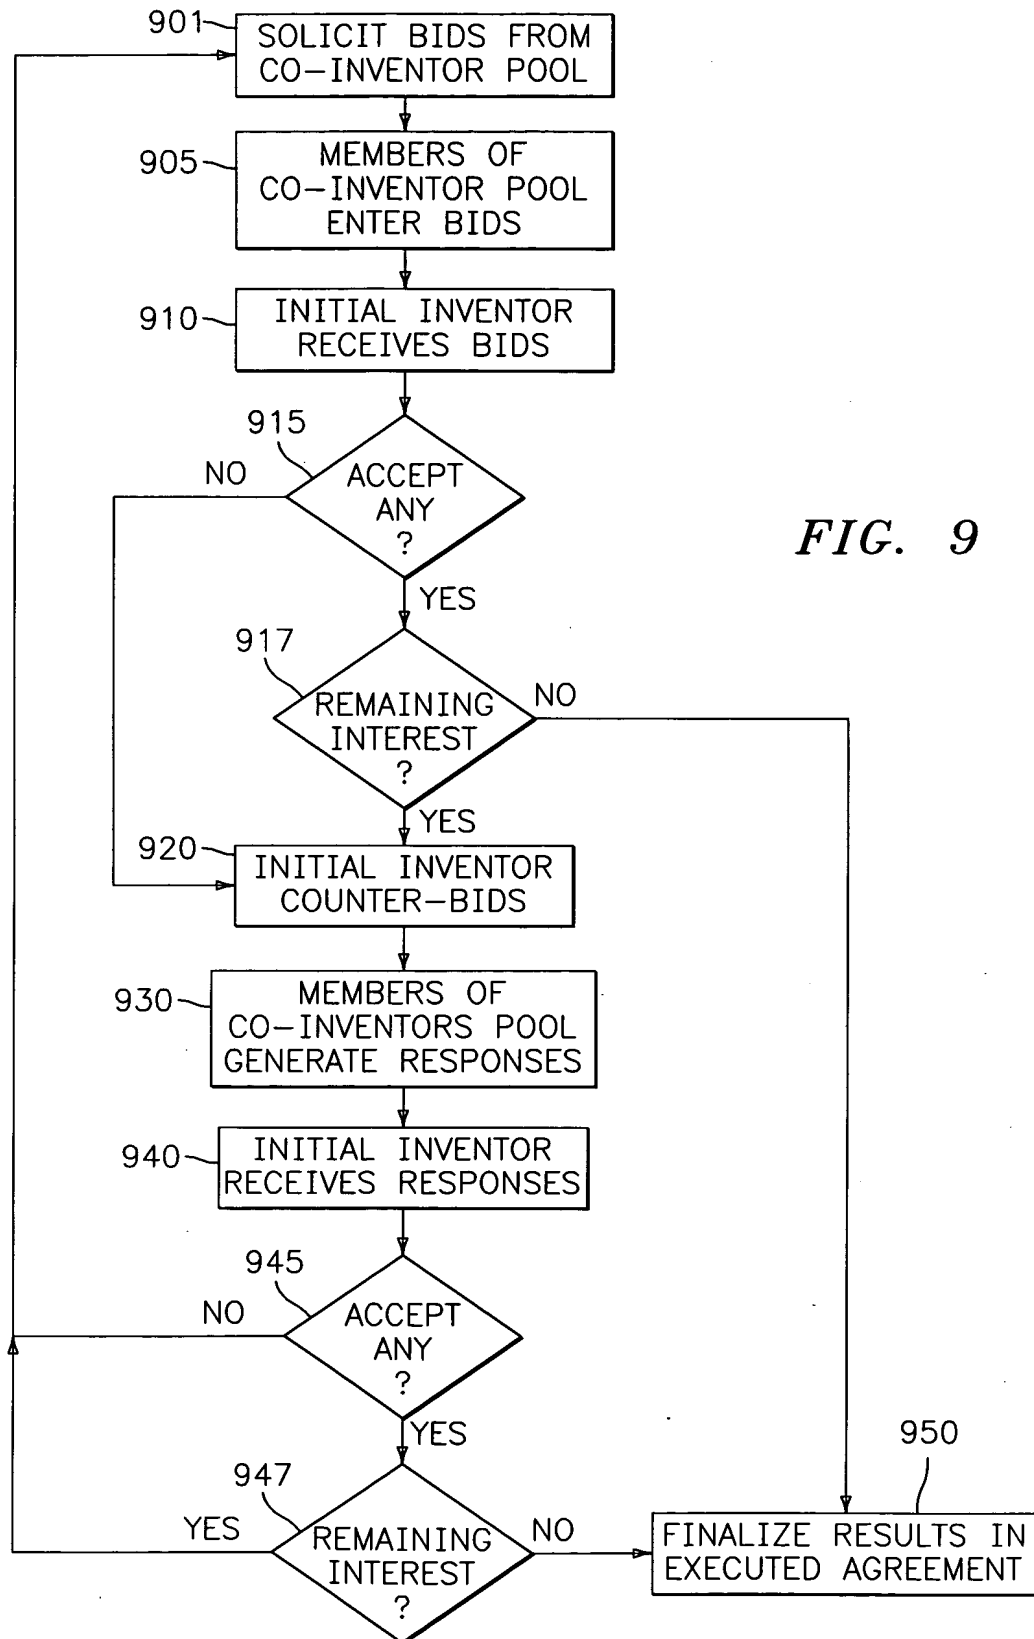 901
SOLICIT BIDS FROM
CO-INVENTOR POOL
905
MEMBERS OF
CO-INVENTOR POOL
ENTER BIDS
910
INITIAL INVENTOR
RECEIVES BIDS
915
NO
ACCEPT
ANY
?
FIG. 9
YES
917
REMAINING
INTEREST
?
NO
YES
920
INITIAL INVENTOR
COUNTER-BIDS
930
MEMBERS OF
CO-INVENTORS POOL
GENERATE RESPONSES
940
INITIAL INVENTOR
RECEIVES RESPONSES
945
NO
ACCEPT
ANY
?
YES
947
YES
REMAINING
INTEREST
?
NO
950
FINALIZE RESULTS IN
EXECUTED AGREEMENT